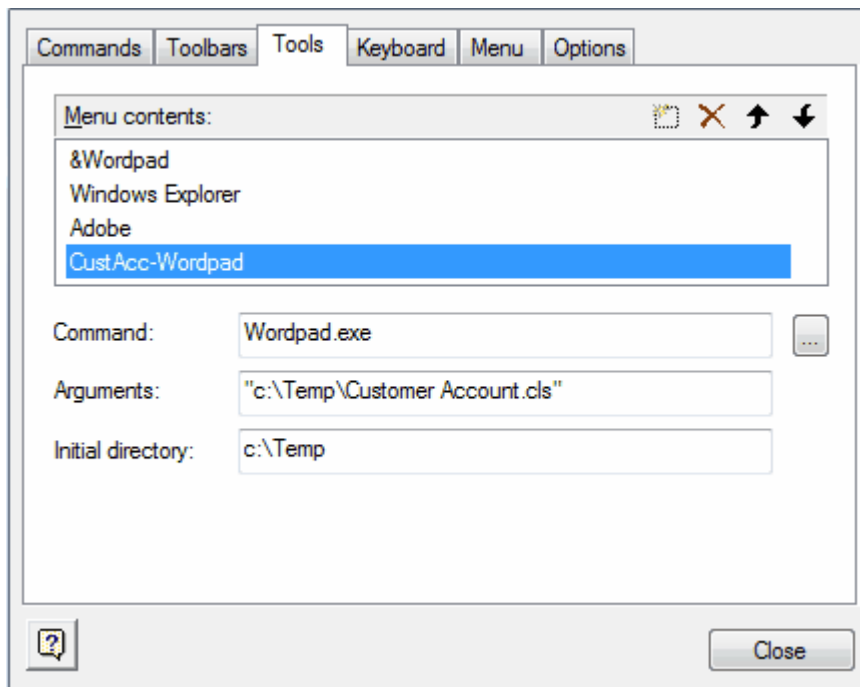 Commands Toolbars Tools Keyboard Menu Options
Menu contents:
&Wordpad
Windows Explorer
Adobe
CustAcc-Wordpad
Command: Wordpad.exe ...
Arguments: "c:\Temp\Customer Account.cls"
Initial directory: c:\Temp
?
Close